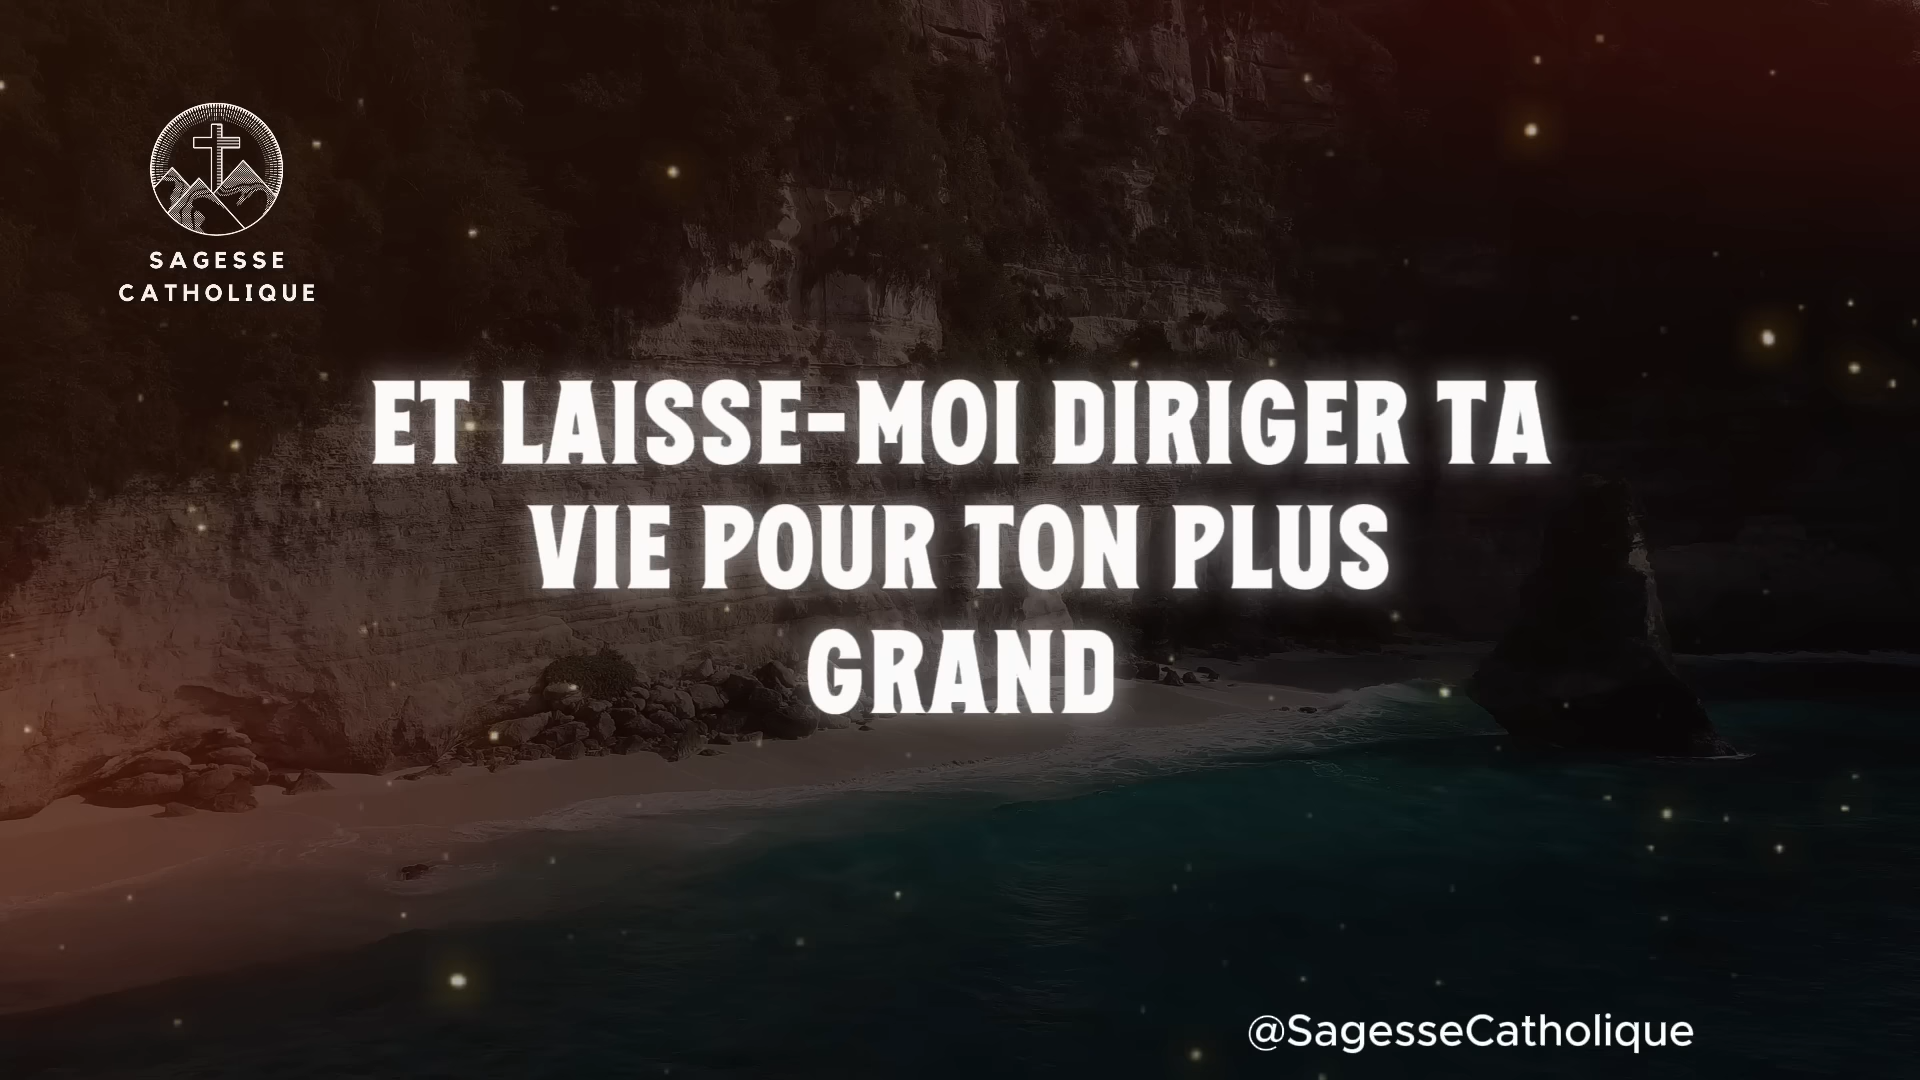 SAGESSE
CATHOLIQUE
ET LAISSE-MOI DIRIGER TA
VIE POUR TON PLUS
GRAND
@SagesseCatholique